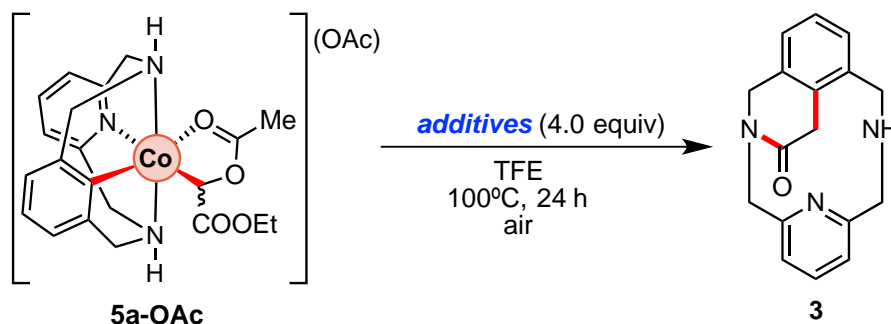 H
N
(OAc)
N
O
Me
Co
O
COOEt
N
H
5a-OAc
additives (4.0 equiv)
TFE
100ºC, 24 h
air
N
NH
O
N
3